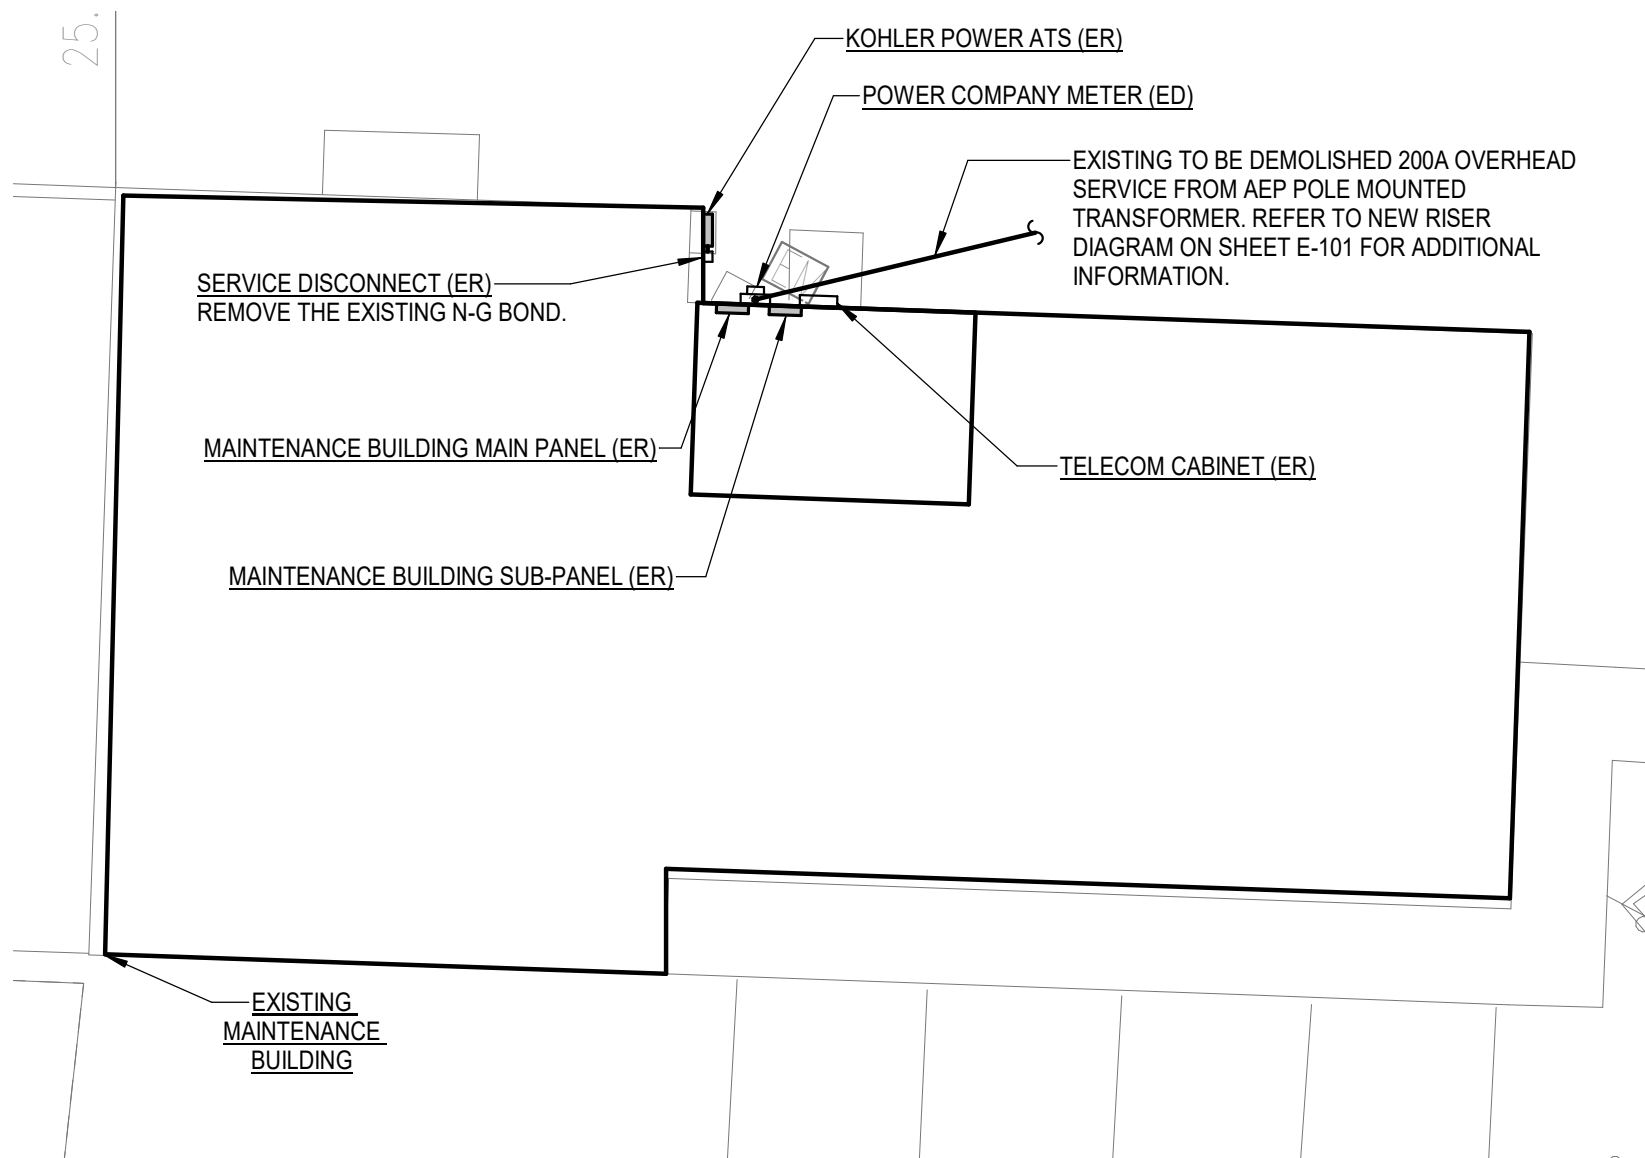 25.
KOHLER POWER ATS (ER)
POWER COMPANY METER (ED)
EXISTING TO BE DEMOLISHED 200A OVERHEAD
SERVICE FROM AEP POLE MOUNTED
TRANSFORMER. REFER TO NEW RISER
DIAGRAM ON SHEET E-101 FOR ADDITIONAL
INFORMATION.
SERVICE DISCONNECT (ER)
REMOVE THE EXISTING N-G BOND.
MAINTENANCE BUILDING MAIN PANEL (ER)
TELECOM CABINET (ER)
MAINTENANCE BUILDING SUB-PANEL (ER)
EXISTING
MAINTENANCE
BUILDING